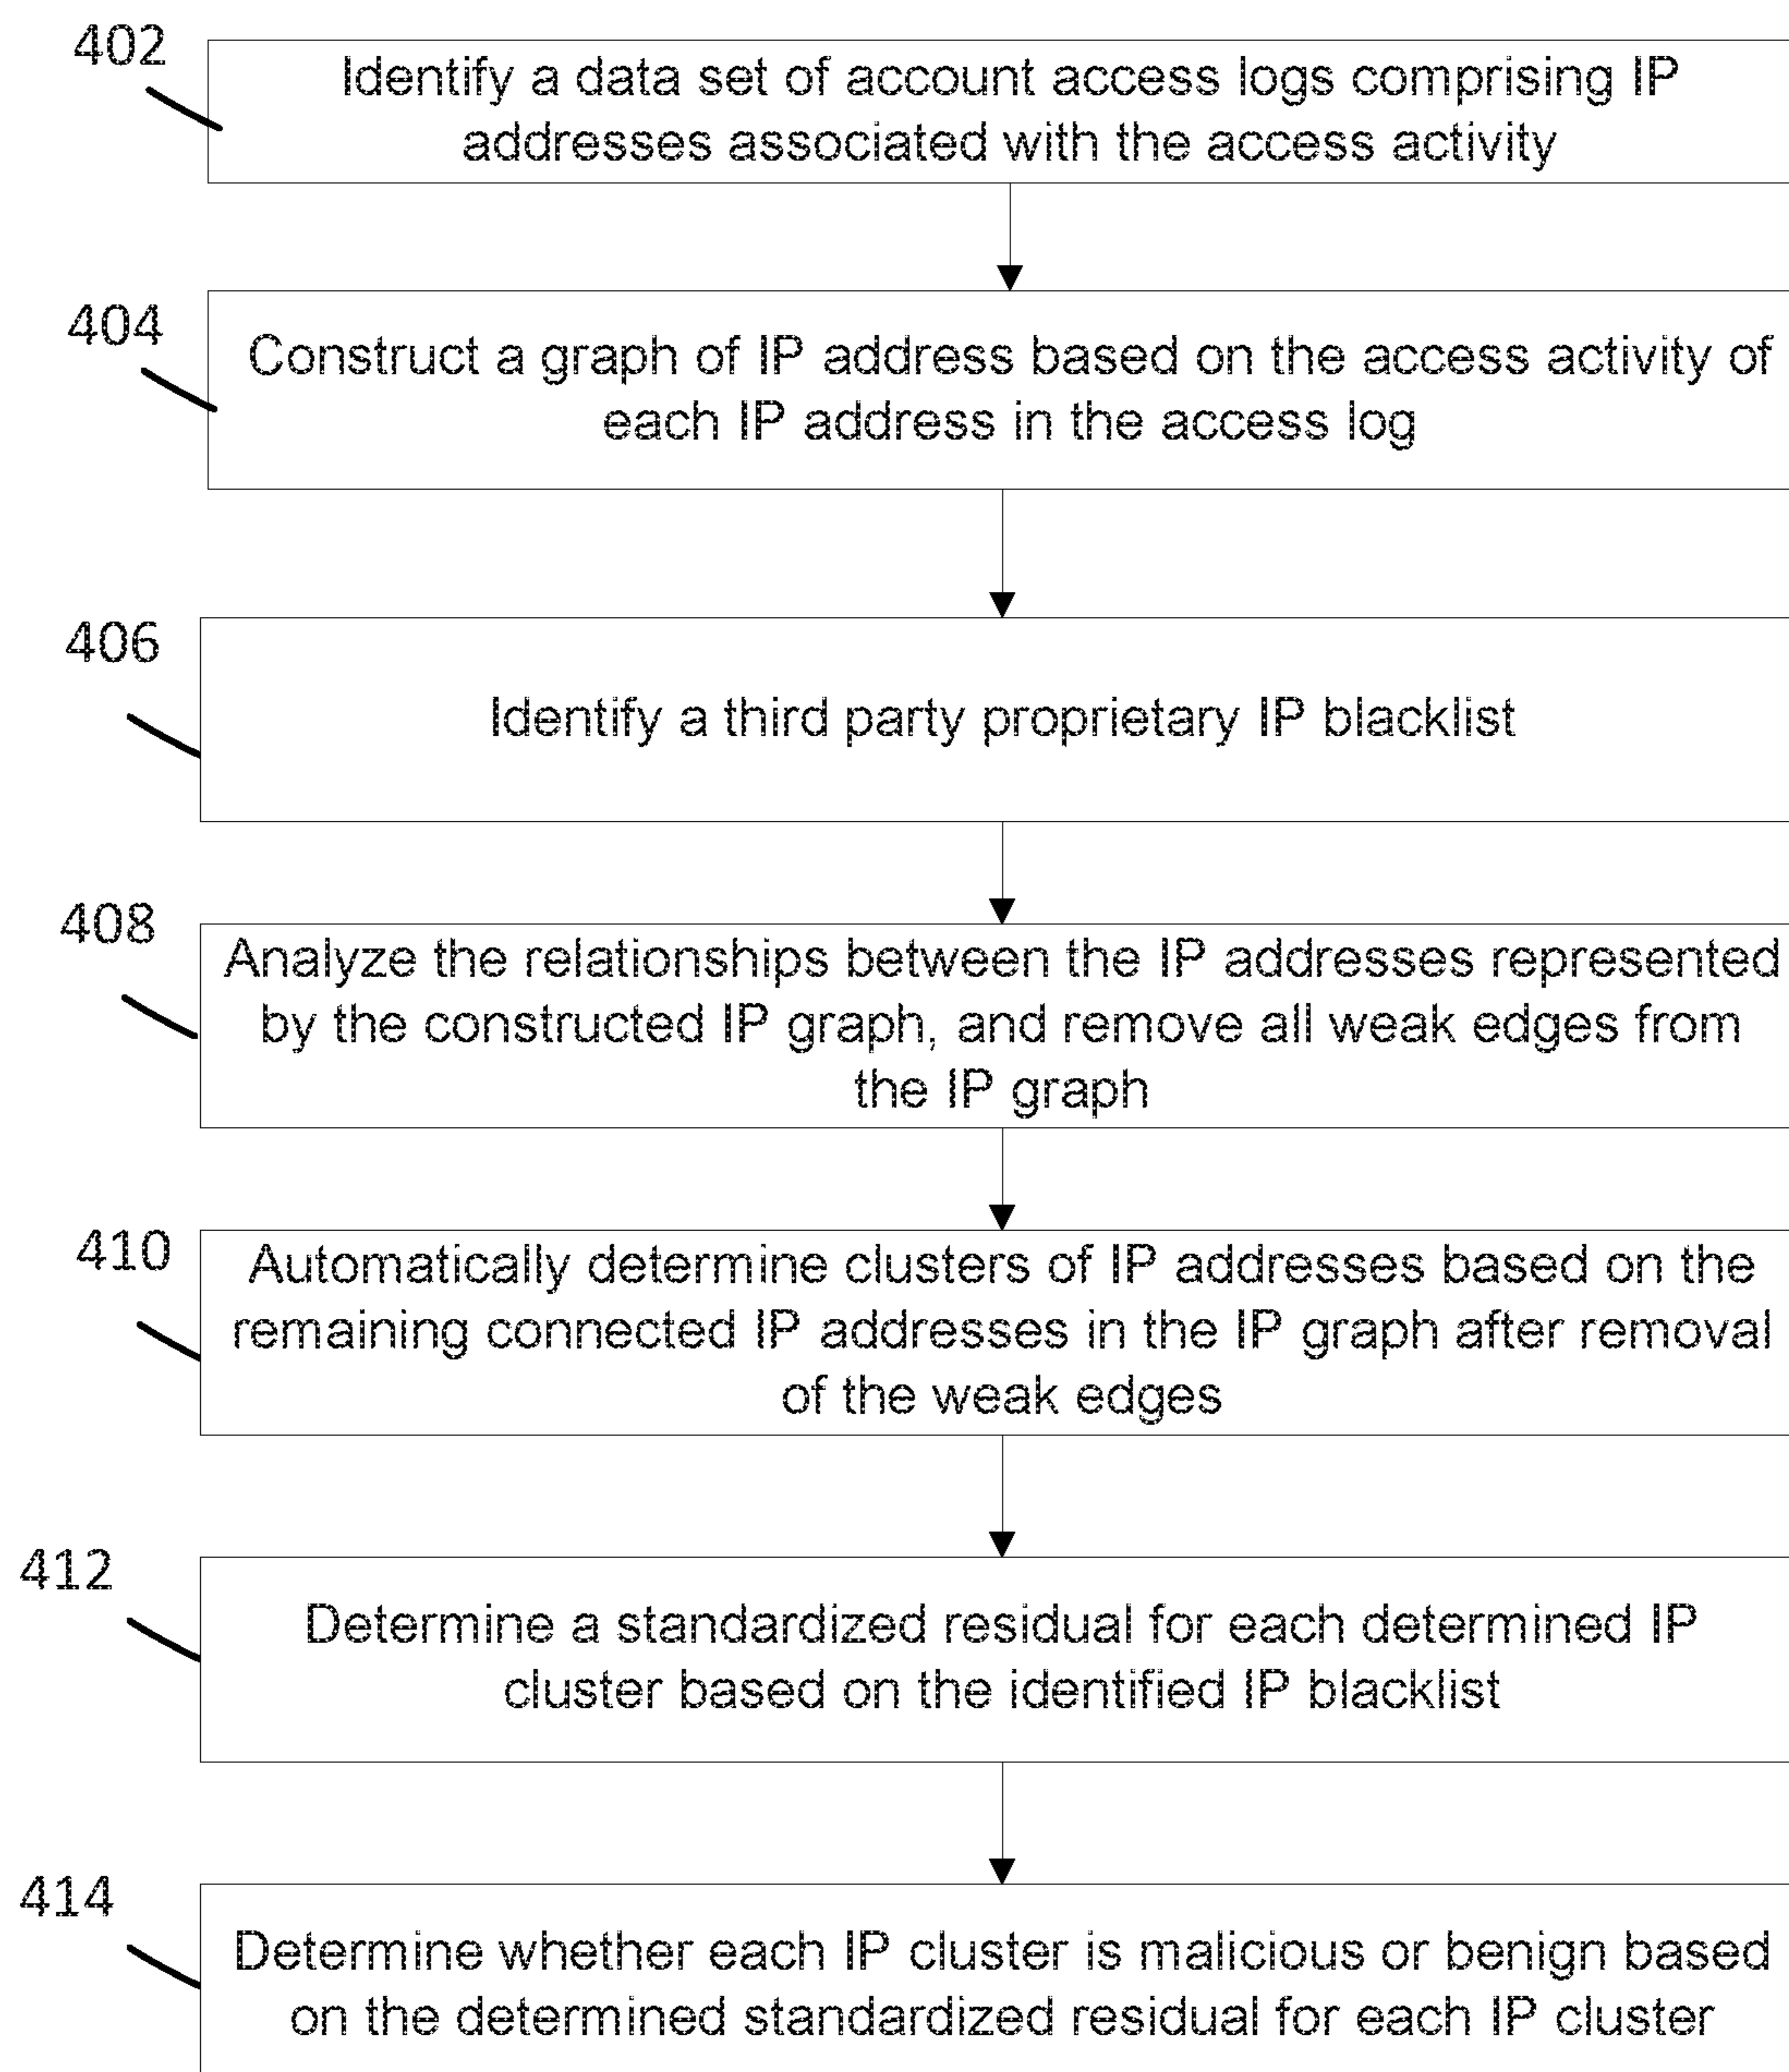 402
Identify a data set of account access logs comprising IP
addresses associated with the access activity
404
Construct a graph of IP address based on the access activity of
each IP address in the access log
406
Identify a third party proprietary IP blacklist
408
Analyze the relationships between the IP addresses represented
by the constructed IP graph, and remove all weak edges from
the IP graph
410
Automatically determine clusters of IP addresses based on the
remaining connected IP addresses in the IP graph after removal
of the weak edges
412
Determine a standardized residual for each determined IP
cluster based on the identified IP blacklist
414
Determine whether each IP cluster is malicious or benign based
on the determined standardized residual for each IP cluster